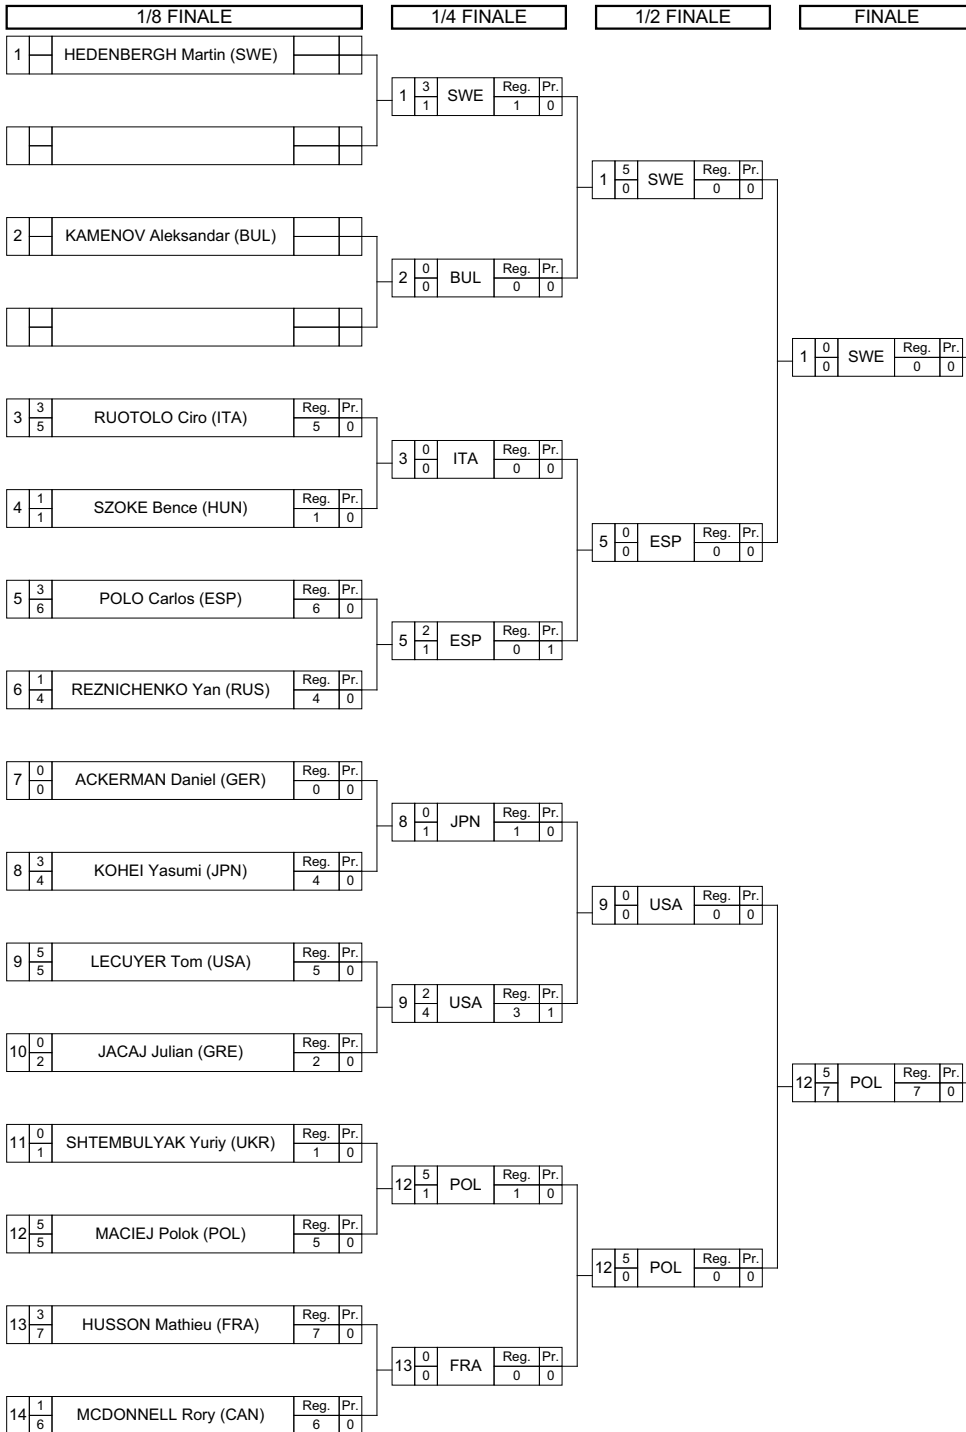 1/8 FINALE 1/4 FINALE 1/2 FINALE FINALE
1 HEDENBERGH Martin (SWE)
1 3 1 SWE Reg. 1 Pr. 0
1 5 0 SWE Reg. 0 Pr. 0
2 KAMENOV Aleksandar (BUL)
2 0 0 BUL Reg. 0 Pr. 0
1 0 0 SWE Reg. 0 Pr. 0
3 3 5 RUOTOLO Ciro (ITA) Reg. 5 Pr. 0
3 0 0 ITA Reg. 0 Pr. 0
4 1 1 SZOKE Bence (HUN) Reg. 1 Pr. 0
5 0 0 ESP Reg. 0 Pr. 0
5 3 6 POLO Carlos (ESP) Reg. 6 Pr. 0
5 2 1 ESP Reg. 0 Pr. 1
6 1 4 REZNICHENKO Yan (RUS) Reg. 4 Pr. 0
7 0 0 ACKERMAN Daniel (GER) Reg. 0 Pr. 0
8 0 1 JPN Reg. 1 Pr. 0
8 3 4 KOHEI Yasumi (JPN) Reg. 4 Pr. 0
9 0 0 USA Reg. 0 Pr. 0
9 5 5 LECUYER Tom (USA) Reg. 5 Pr. 0
9 2 4 USA Reg. 3 Pr. 1
10 0 2 JACAJ Julian (GRE) Reg. 2 Pr. 0
12 5 7 POL Reg. 7 Pr. 0
11 0 1 SHTEMBULYAK Yuriy (UKR) Reg. 1 Pr. 0
12 5 1 POL Reg. 1 Pr. 0
12 5 5 MACIEJ Polok (POL) Reg. 5 Pr. 0
12 5 0 POL Reg. 0 Pr. 0
13 3 7 HUSSON Mathieu (FRA) Reg. 7 Pr. 0
13 0 0 FRA Reg. 0 Pr. 0
14 1 6 MCDONNELL Rory (CAN) Reg. 6 Pr. 0